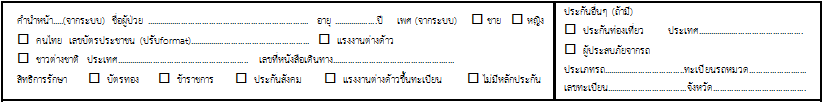 คำนำหน้า....(จากระบบ) ชื่อผู้ป่วย ................................................ อายุ ..............ปี เพศ (จากระบบ) ☐ ชาย ☐ หญิง
☐ คนไทย เลขบัตรประชาชน (ปรับformat)........................................ ☐ แรงงานต่างด้าว
☐ ชาวต่างชาติ ประเทศ............................................. เลขที่หนังสือเดินทาง..........................................
สิทธิการรักษา ☐ บัตรทอง ☐ ข้าราชการ ☐ ประกันสังคม ☐ แรงงานต่างด้าวขึ้นทะเบียน ☐ ไม่มีหลักประกัน
ประกันอื่นๆ (ถ้ามี)
☐ ประกันท่องเที่ยว ประเทศ...................................
☐ ผู้ประสบภัยจากรถ
ประเภทรถ...........................ทะเบียนรถหมวด....................
เลขทะเบียน...........................จังหวัด................................